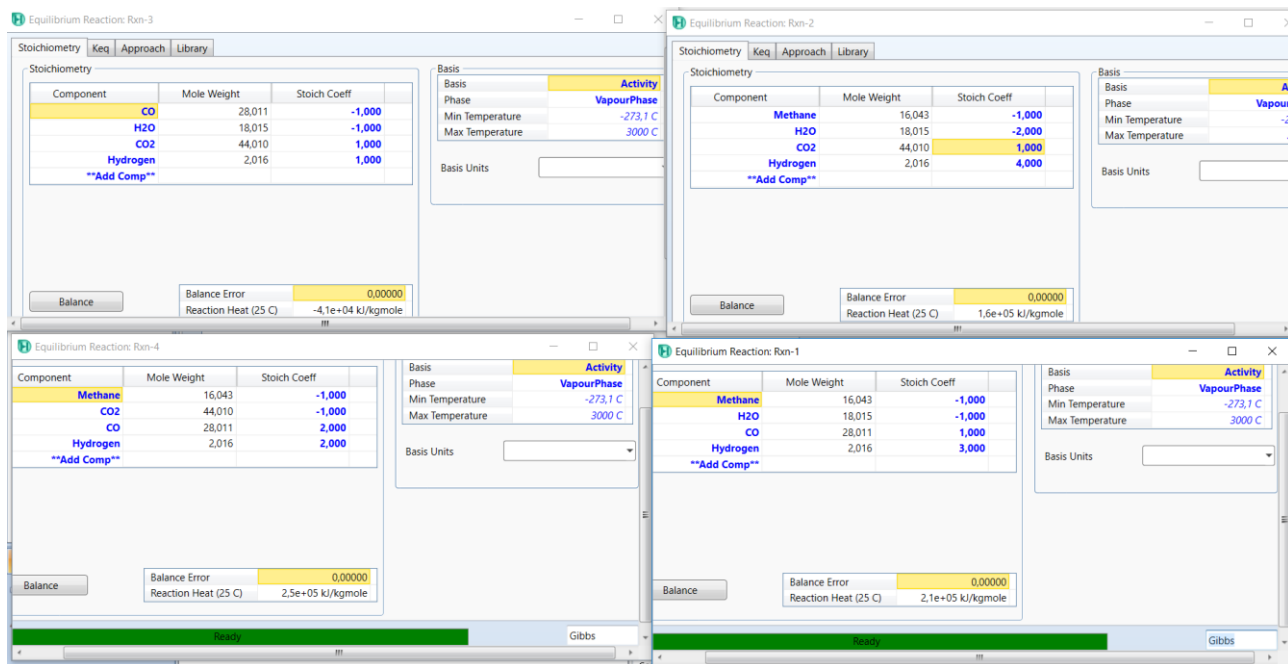 Equilibrium Reaction: Rxn-3
Stoichiometry Keq Approach Library
Stoichiometry
Component Mole Weight Stoich Coeff
CO 28,011 -1,000
H2O 18,015 -1,000
CO2 44,010 1,000
Hydrogen 2,016 1,000
**Add Comp**
Balance
Balance Error 0,00000
Reaction Heat (25 C) -4,1e+04 kJ/kgmole
Basis
Basis Activity
Phase VapourPhase
Min Temperature -273,1 C
Max Temperature 3000 C
Basis Units
Equilibrium Reaction: Rxn-2
Stoichiometry Keq Approach Library
Stoichiometry
Component Mole Weight Stoich Coeff
Methane 16,043 -1,000
H2O 18,015 -2,000
CO2 44,010 1,000
Hydrogen 2,016 4,000
**Add Comp**
Balance
Balance Error 0,00000
Reaction Heat (25 C) 1,6e+05 kJ/kgmole
Basis
Basis A
Phase Vapour
Min Temperature
Max Temperature
Basis Units
Equilibrium Reaction: Rxn-4
Component Mole Weight Stoich Coeff
Methane 16,043 -1,000
CO2 44,010 -1,000
CO 28,011 2,000
Hydrogen 2,016 2,000
**Add Comp**
Balance
Balance Error 0,00000
Reaction Heat (25 C) 2,5e+05 kJ/kgmole
Basis Activity
Phase VapourPhase
Min Temperature -273,1 C
Max Temperature 3000 C
Basis Units
Ready Gibbs
Equilibrium Reaction: Rxn-1
Component Mole Weight Stoich Coeff
Methane 16,043 -1,000
H2O 18,015 -1,000
CO 28,011 1,000
Hydrogen 2,016 3,000
**Add Comp**
Balance
Balance Error 0,00000
Reaction Heat (25 C) 2,1e+05 kJ/kgmole
Basis Activity
Phase VapourPhase
Min Temperature -273,1 C
Max Temperature 3000 C
Basis Units
Ready Gibbs